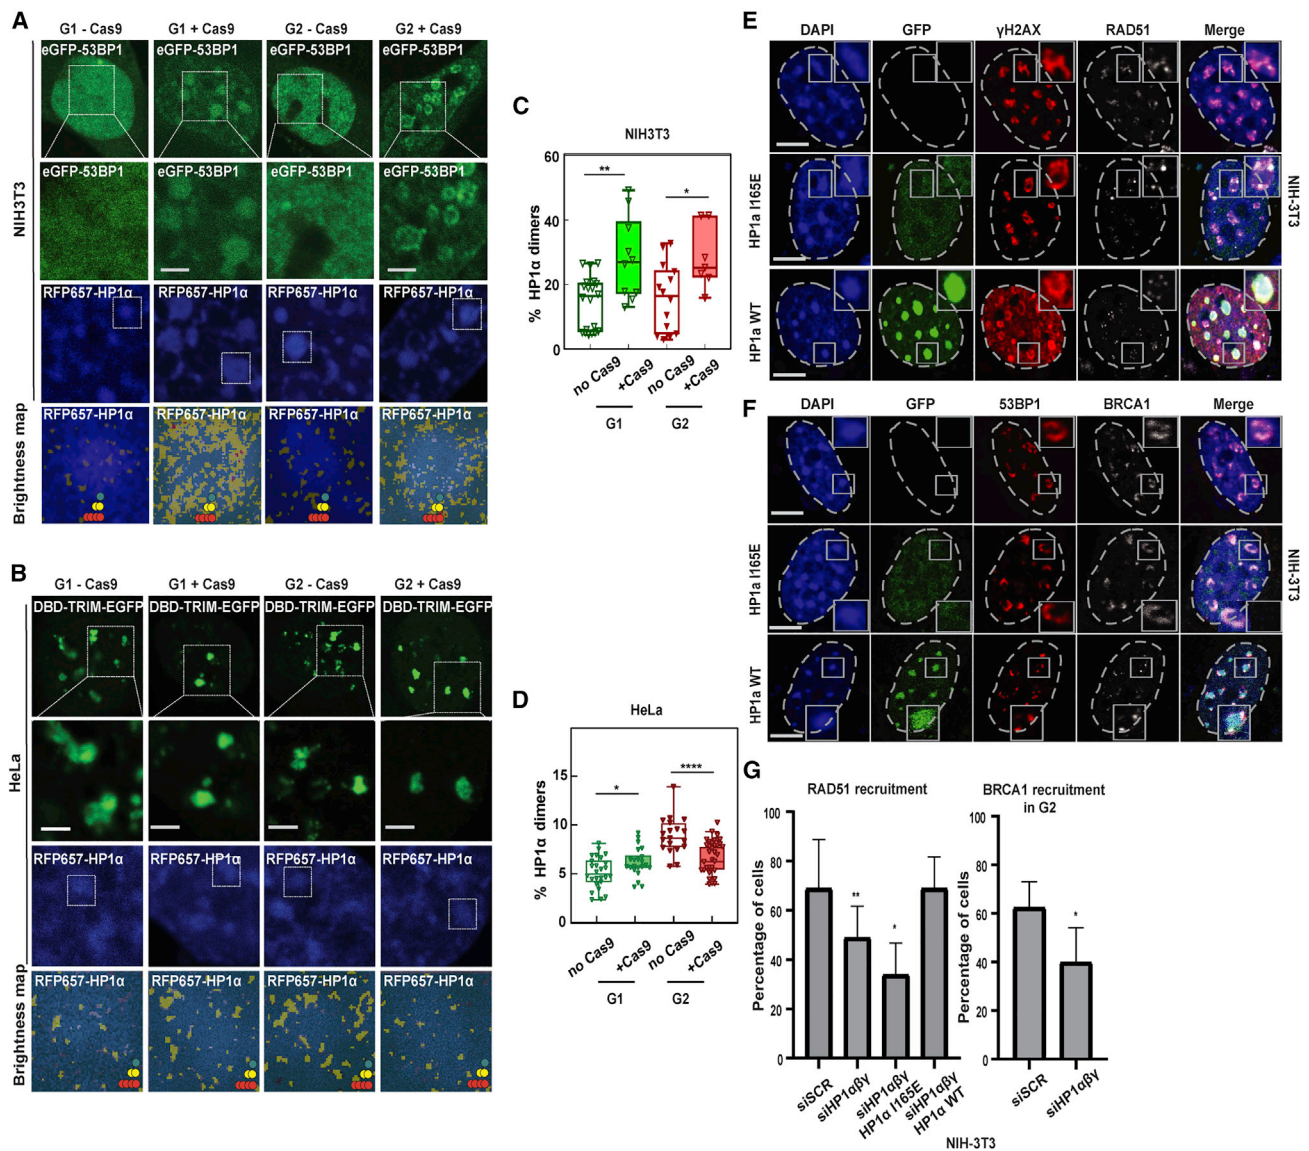 A
G1 - Cas9 G1 + Cas9 G2 - Cas9 G2 + Cas9
eGFP-53BP1 eGFP-53BP1 eGFP-53BP1 eGFP-53BP1
eGFP-53BP1 eGFP-53BP1 eGFP-53BP1 eGFP-53BP1
NIH3T3
RFP657-HP1α RFP657-HP1α RFP657-HP1α RFP657-HP1α
RFP657-HP1α RFP657-HP1α RFP657-HP1α RFP657-HP1α
Brightness map
B
G1 - Cas9 G1 + Cas9 G2 - Cas9 G2 + Cas9
DBD-TRIM-EGFP DBD-TRIM-EGFP DBD-TRIM-EGFP DBD-TRIM-EGFP
HeLa
RFP657-HP1α RFP657-HP1α RFP657-HP1α RFP657-HP1α
RFP657-HP1α RFP657-HP1α RFP657-HP1α RFP657-HP1α
Brightness map
C
NIH3T3
% HP1α dimers
60
40
20
0
** *
no Cas9 +Cas9 no Cas9 +Cas9
G1 G2
D
HeLa
% HP1α dimers
15
10
5
0
* ****
no Cas9 +Cas9 no Cas9 +Cas9
G1 G2
E
DAPI GFP γH2AX RAD51 Merge
HP1a I165E
HP1a WT
NIH-3T3
F
DAPI GFP 53BP1 BRCA1 Merge
HP1a I165E
HP1a WT
NIH-3T3
G
RAD51 recruitment
Percentage of cells
100
80
60
40
20
0
** *
siSCR
siHP1αβγ
siHP1αβγ
HP1α I165E
siHP1αβγ
HP1α WT
BRCA1 recruitment
in G2
Percentage of cells
100
80
60
40
20
0
*
siSCR
siHP1αβγ
NIH-3T3